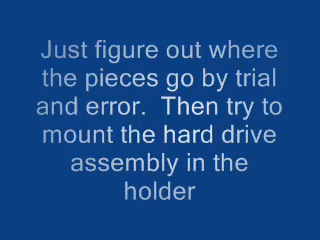 Just figure out where
the pieces go by trial
and error.  Then try to
mount the hard drive
assembly in the
holder